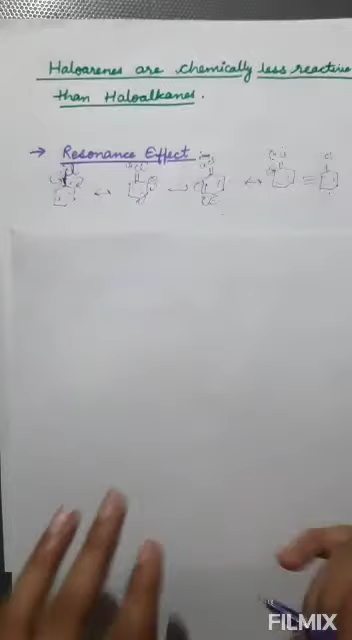 Haloarenes are chemically less reactive
than Haloalkanes.
→ Resonance Effect
FILMIX